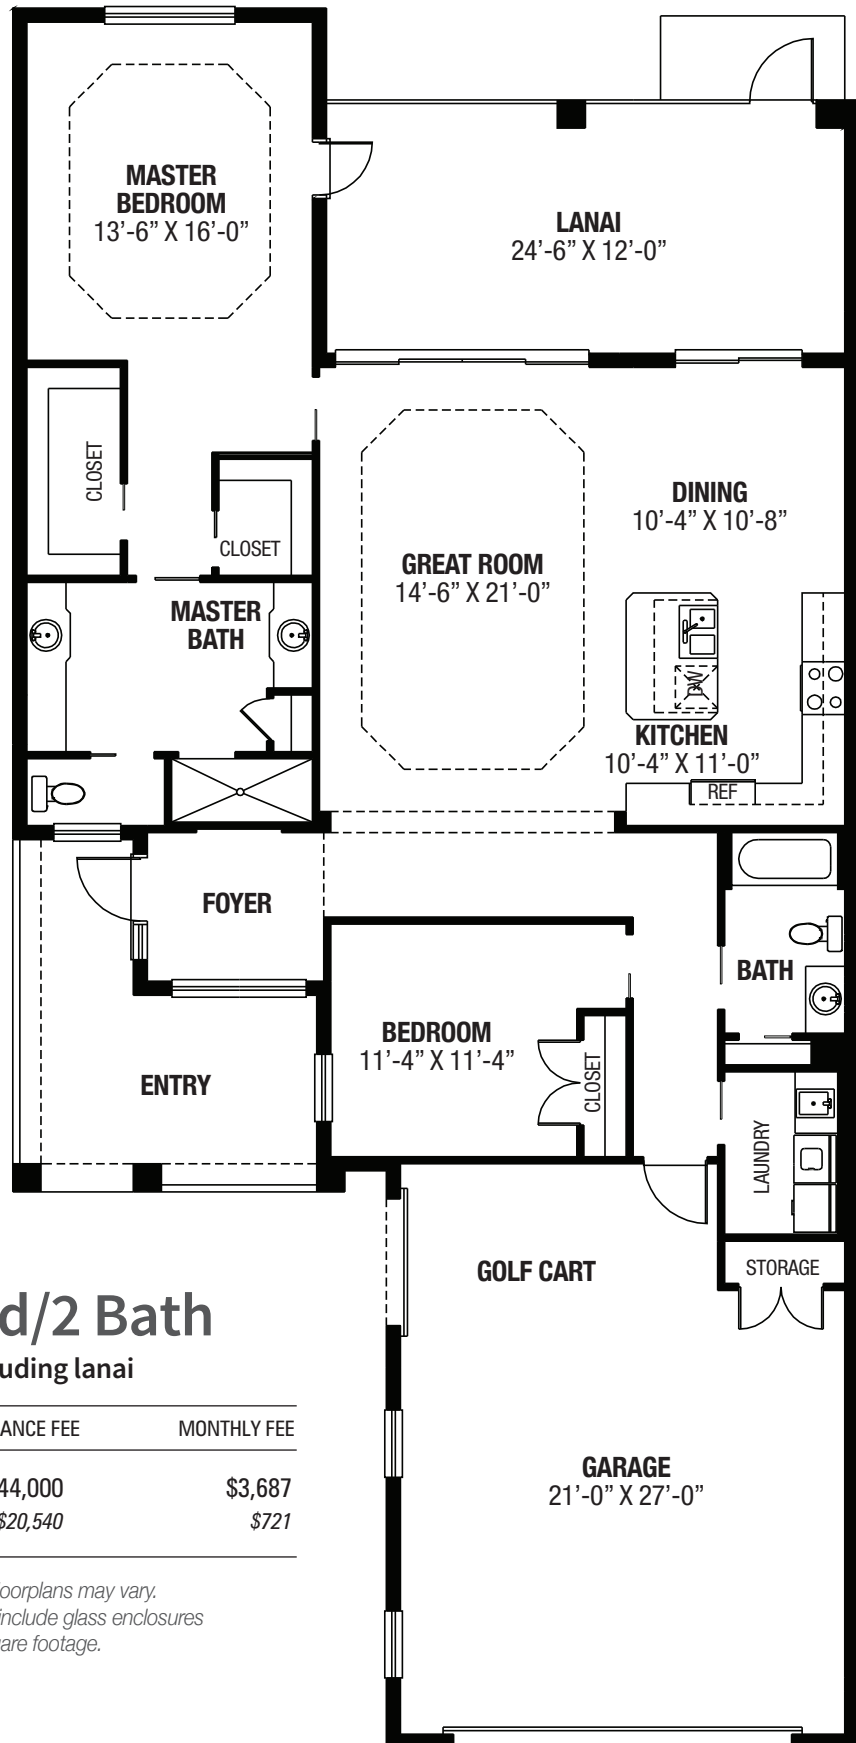 MASTER
BEDROOM
13'-6” X 16'-0”
LANAI
24'-6” X 12'-0”
CLOSET
CLOSET
DINING
10'-4” X 10'-8”
GREAT ROOM
14'-6” X 21'-0”
MASTER
BATH
DW
KITCHEN
10'-4” X 11'-0”
REF
FOYER
BATH
BEDROOM
11'-4” X 11'-4”
CLOSET
ENTRY
LAUNDRY
GOLF CART
STORAGE
d/2 Bath
uding lanai
ANCE FEE MONTHLY FEE
44,000 $3,687
$20,540 $721
GARAGE
21'-0” X 27'-0”
oorplans may vary.
include glass enclosures
are footage.